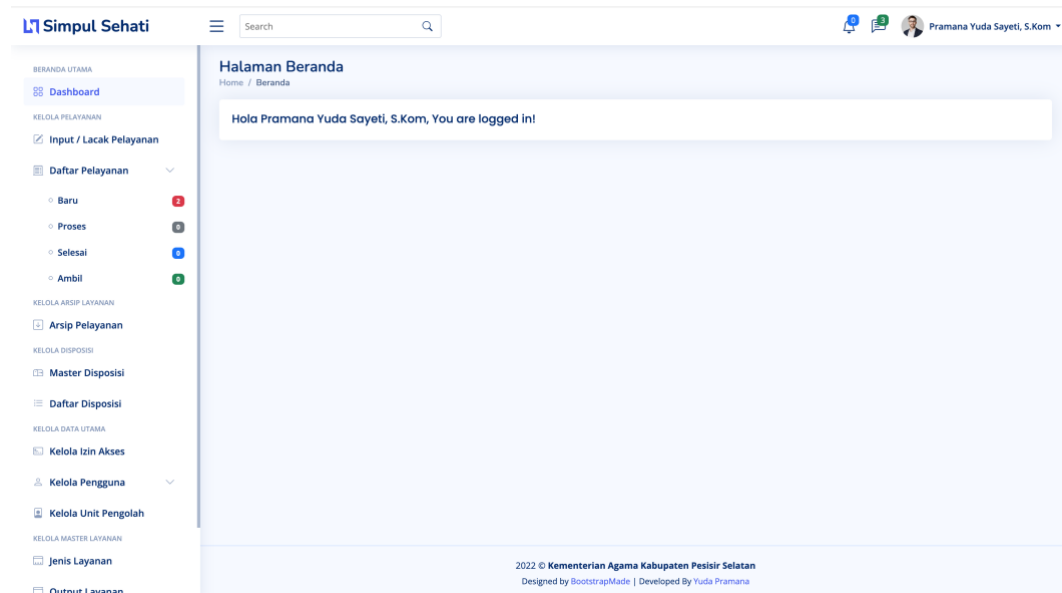 Simpul Sehati
Search
0
3
Pramana Yuda Sayeti, S.Kom
BERANDA UTAMA
Dashboard
KELOLA PELAYANAN
Input / Lacak Pelayanan
Daftar Pelayanan
Baru 2
Proses 0
Selesai 0
Ambil 0
KELOLA ARSIP LAYANAN
Arsip Pelayanan
KELOLA DISPOSISI
Master Disposisi
Daftar Disposisi
KELOLA DATA UTAMA
Kelola Izin Akses
Kelola Pengguna
Kelola Unit Pengolah
KELOLA MASTER LAYANAN
Jenis Layanan
Output Layanan
Halaman Beranda
Home / Beranda
Hola Pramana Yuda Sayeti, S.Kom, You are logged in!
2022 © Kementerian Agama Kabupaten Pesisir Selatan
Designed by BootstrapMade | Developed By Yuda Pramana